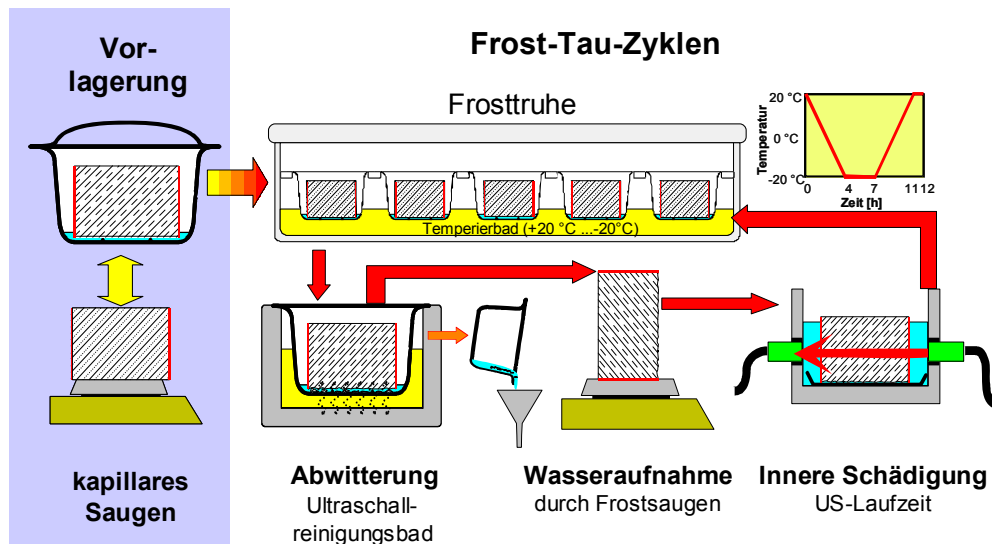 Vor-
lagerung
Frost-Tau-Zyklen
Frosttruhe
Temperatur
20 °C
0 °C
-20 °C
0 4 7 11 12
Zeit [h]
Temperierbad (+20 °C ...-20°C)
kapillares
Saugen
Abwitterung
Ultraschall-
reinigungsbad
Wasseraufnahme
durch Frostsaugen
Innere Schädigung
US-Laufzeit